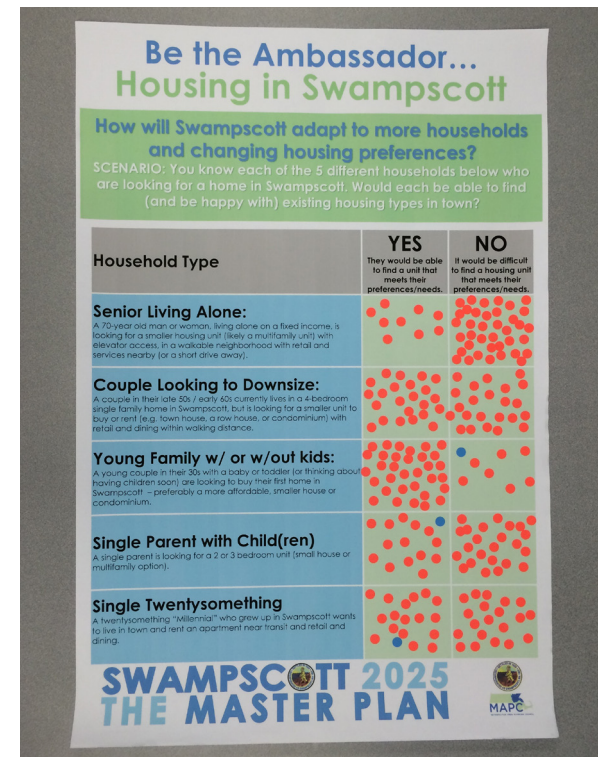 Be the Ambassador...
Housing in Swampscott
How will Swampscott adapt to more households
and changing housing preferences?
SCENARIO: You know each of the 5 different households below who
are looking for a home in Swampscott. Would each be able to find
(and be happy with) existing housing types in town?
Household Type
YES
They would be able
to find a unit that
meets their
preferences/needs.
NO
It would be difficult
to find a housing unit
that meets their
preferences/needs.
Senior Living Alone:
A 70-year old man or woman, living alone on a fixed income, is
looking for a smaller housing unit (likely a multifamily unit) with
elevator access, in a walkable neighborhood with retail and
services nearby (or a short drive away).
Couple Looking to Downsize:
A couple in their late 50s / early 60s currently lives in a 4-bedroom
single family home in Swampscott, but is looking for a smaller unit to
buy or rent (e.g. town house, a row house, or condominium) with
retail and dining within walking distance.
Young Family w/ or w/out kids:
A young couple in their 30s with a baby or toddler (or thinking about
having children soon) are looking to buy their first home in
Swampscott – preferably a more affordable, smaller house or
condominium.
Single Parent with Child(ren)
A single parent is looking for a 2 or 3 bedroom unit (small house or
multifamily option).
Single Twentysomething
A twentysomething "Millennial" who grew up in Swampscott wants
to live in town and rent an apartment near transit and retail and
dining.
SWAMPSCOTT 2025
THE MASTER PLAN
MAPC